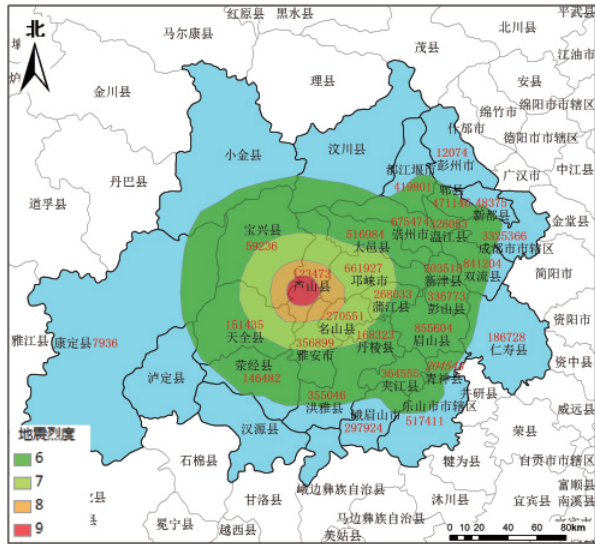 平武县
红原县 黑水县
北川县
北
马尔康县
茂县
江油市
理县
安县
金川县
绵竹市
绵阳市市辖区
什邡市
德阳市市辖区
小金县
汶川县
12074
彭州市
中江县
都江堰市
419801
广汉市
丹巴县
郫县
道孚县
新都县
48375
金堂县
宝兴县
59236
675474
崇州市
温江县
516984
大邑县
3325366
成都市市辖区
841204
双流县
661927
邛崃市
新津县
简阳市
23473
芦山县
268033
蒲江县
336773
彭山县
270551
名山县
资阳市
雅江县
康定县7936
151435
天全县
356899
雅安市
168323
丹棱县
855604
眉山县
186728
仁寿县
资中县
荥经县
146482
泸定县
364555
夹江县
青神县
355046
洪雅县
井研县
威远县
乐山市市辖区
517411
峨眉山市
297924
汉源县
荣县
地震烈度
6
7
8
9
石棉县
犍为县
自贡市市辖区
甘洛县
峨边彝族自治县
沐川县
富顺县
宜宾县
南溪县
县
冕宁县
越西县
马边彝族自治县
美姑县
0 10 20 40 60 80km